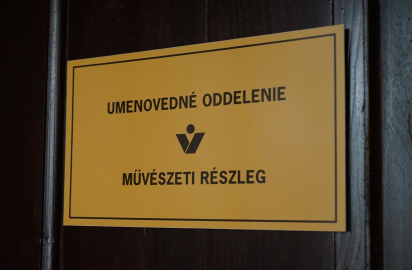 UMENOVEDNÉ ODDELENIE
MŰVÉSZETI RÉSZLEG